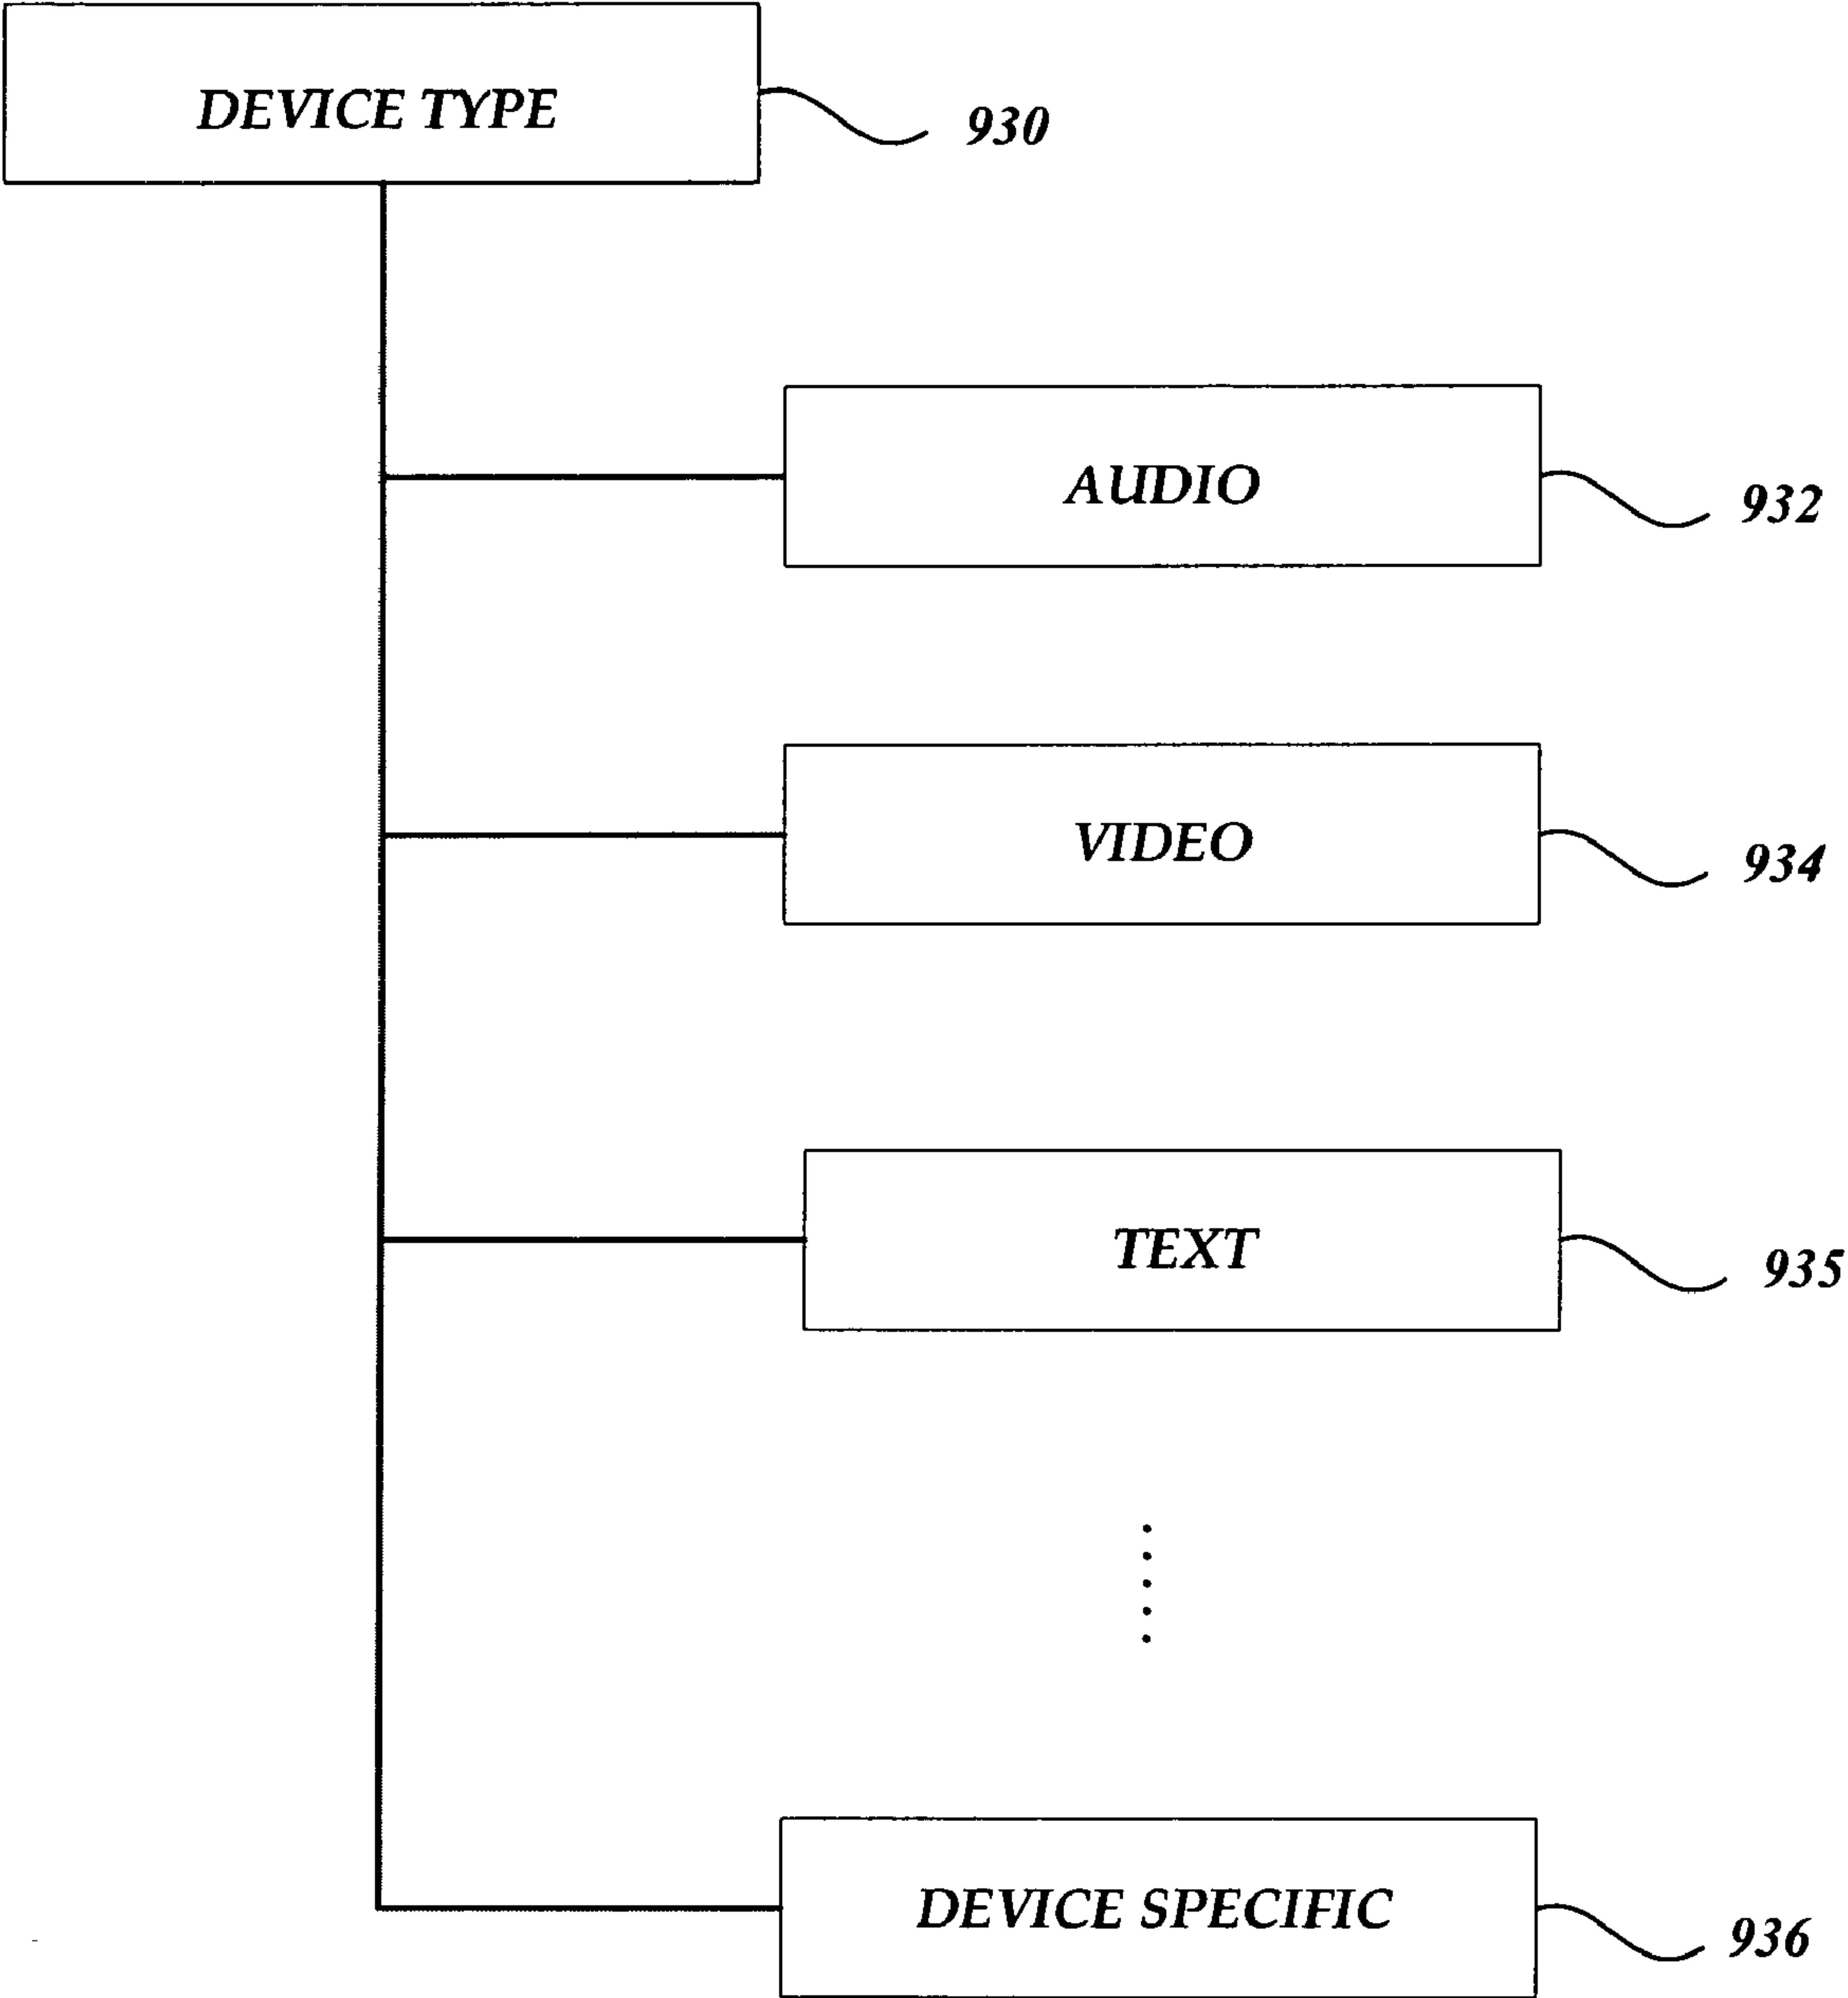 DEVICE TYPE
930
AUDIO
932
VIDEO
934
TEXT
935
DEVICE SPECIFIC
936